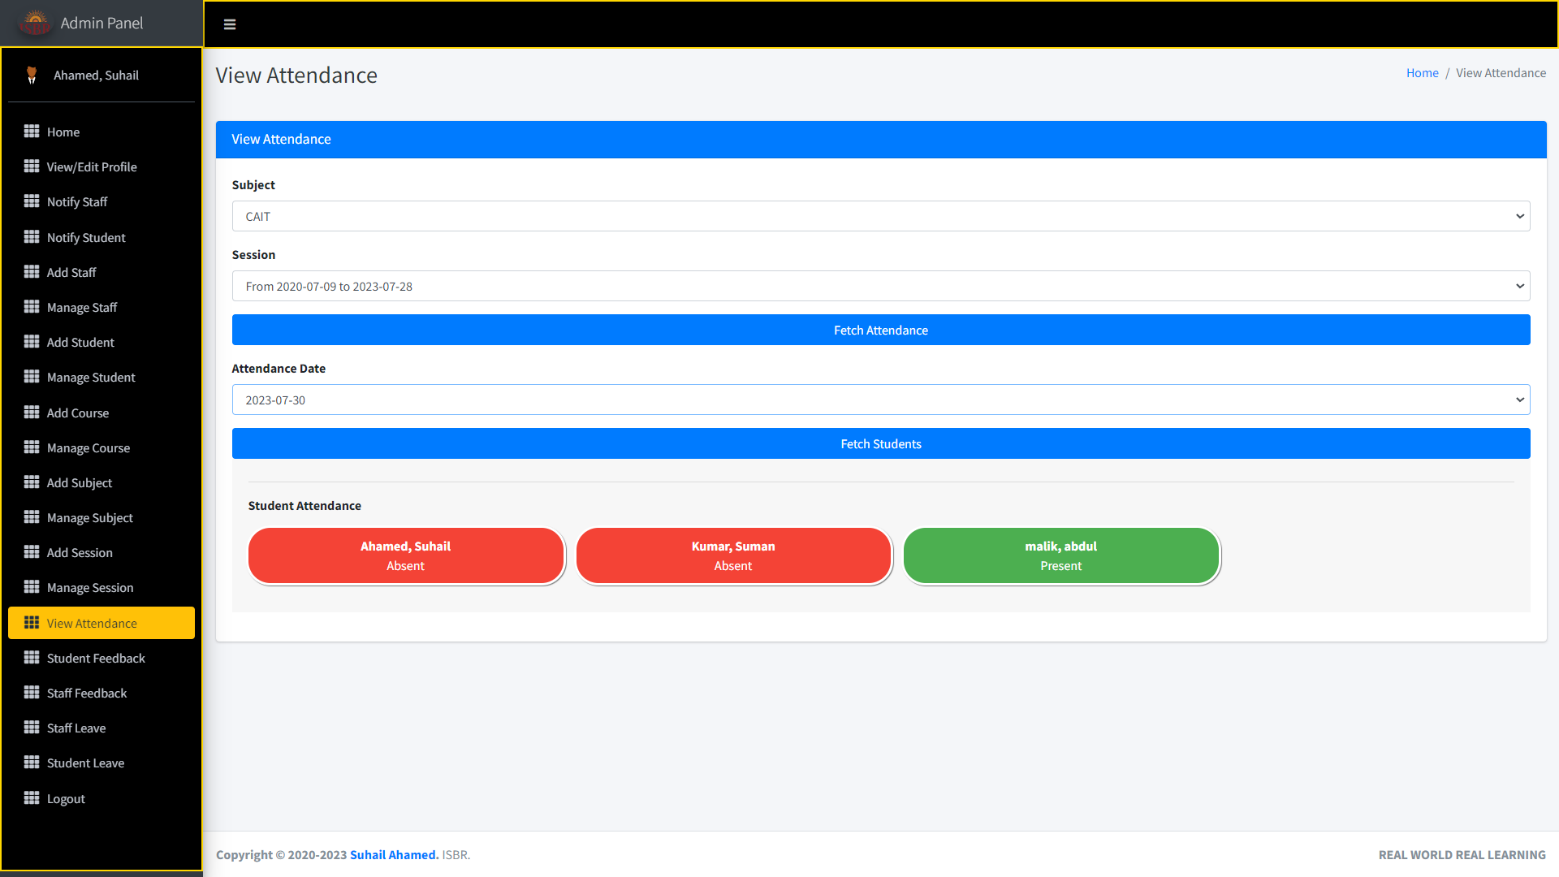 Admin Panel
Ahamed, Suhail
Home
View/Edit Profile
Notify Staff
Notify Student
Add Staff
Manage Staff
Add Student
Manage Student
Add Course
Manage Course
Add Subject
Manage Subject
Add Session
Manage Session
View Attendance
Student Feedback
Staff Feedback
Staff Leave
Student Leave
Logout
View Attendance
Home / View Attendance
View Attendance
Subject
CAIT
Session
From 2020-07-09 to 2023-07-28
Fetch Attendance
Attendance Date
2023-07-30
Fetch Students
Student Attendance
Ahamed, Suhail
Absent
Kumar, Suman
Absent
malik, abdul
Present
Copyright © 2020-2023 Suhail Ahamed. ISBR.
REAL WORLD REAL LEARNING